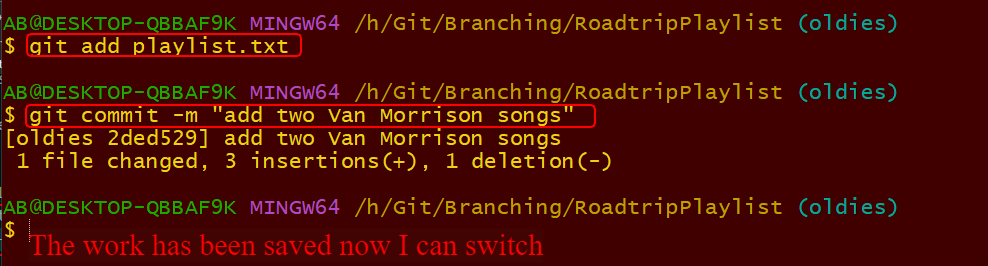 AB@DESKTOP-QBBAF9K MINGW64 /h/Git/Branching/RoadtripPlaylist (oldies)
$ git add playlist.txt
AB@DESKTOP-QBBAF9K MINGW64 /h/Git/Branching/RoadtripPlaylist (oldies)
$ git commit -m "add two Van Morrison songs"
[oldies 2ded529] add two Van Morrison songs
 1 file changed, 3 insertions(+), 1 deletion(-)
AB@DESKTOP-QBBAF9K MINGW64 /h/Git/Branching/RoadtripPlaylist (oldies)
$
The work has been saved now I can switch